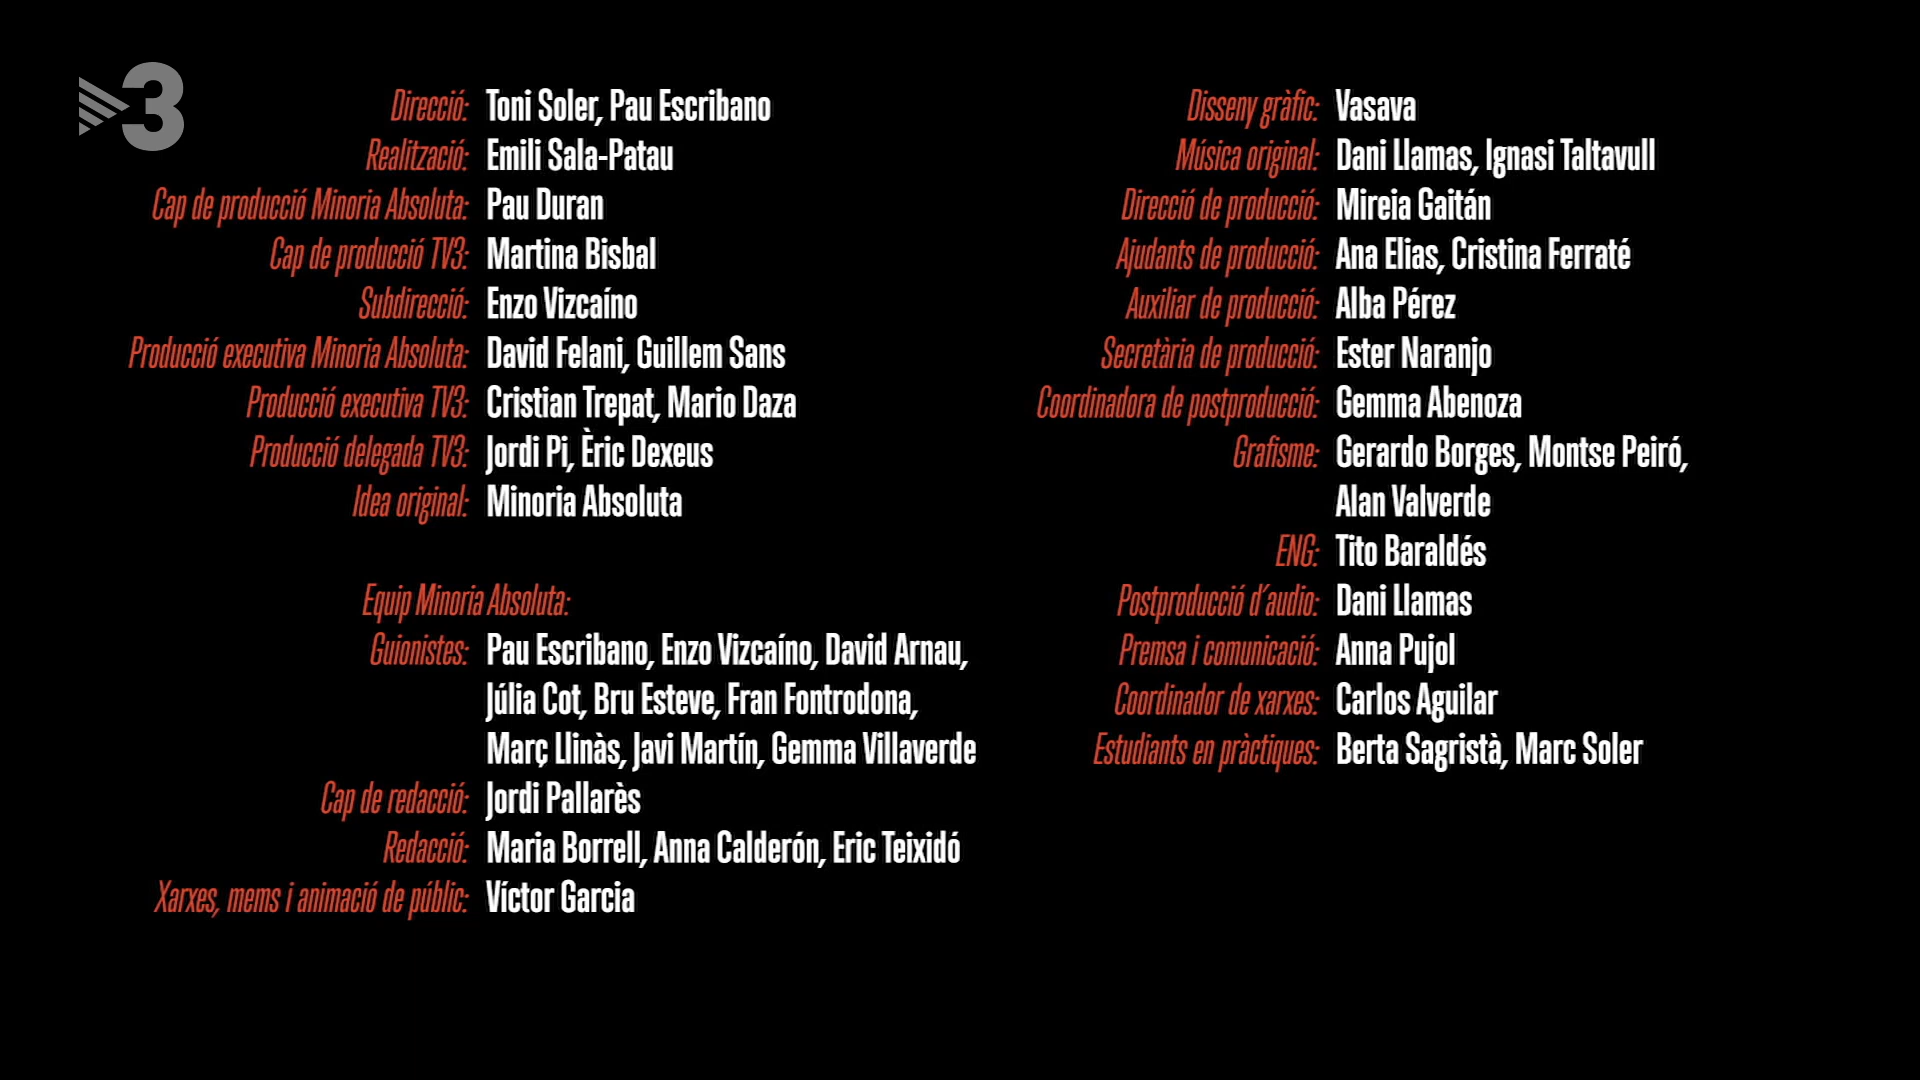 3
Direcció: Toni Soler, Pau Escribano
Realització: Emili Sala-Patau
Cap de producció Minoria Absoluta: Pau Duran
Cap de producció TV3: Martina Bisbal
Subdirecció: Enzo Vizcaíno
Producció executiva Minoria Absoluta: David Felani, Guillem Sans
Producció executiva TV3: Cristian Trepat, Mario Daza
Producció delegada TV3: Jordi Pi, Èric Dexeus
Idea original: Minoria Absoluta
Equip Minoria Absoluta:
Guionistes: Pau Escribano, Enzo Vizcaíno, David Arnau,
Júlia Cot, Bru Esteve, Fran Fontrodona,
Març Llinàs, Javi Martín, Gemma Villaverde
Cap de redacció: Jordi Pallarès
Redacció: Maria Borrell, Anna Calderón, Eric Teixidó
Xarxes, mems i animació de públic: Víctor Garcia
Disseny gràfic: Vasava
Música original: Dani Llamas, Ignasi Taltavull
Direcció de producció: Mireia Gaitán
Ajudants de producció: Ana Elias, Cristina Ferraté
Auxiliar de producció: Alba Pérez
Secretària de producció: Ester Naranjo
Coordinadora de postproducció: Gemma Abenoza
Grafisme: Gerardo Borges, Montse Peiró,
Alan Valverde
ENG: Tito Baraldés
Postproducció d´audio: Dani Llamas
Premsa i comunicació: Anna Pujol
Coordinador de xarxes: Carlos Aguilar
Estudiants en pràctiques: Berta Sagristà, Marc Soler